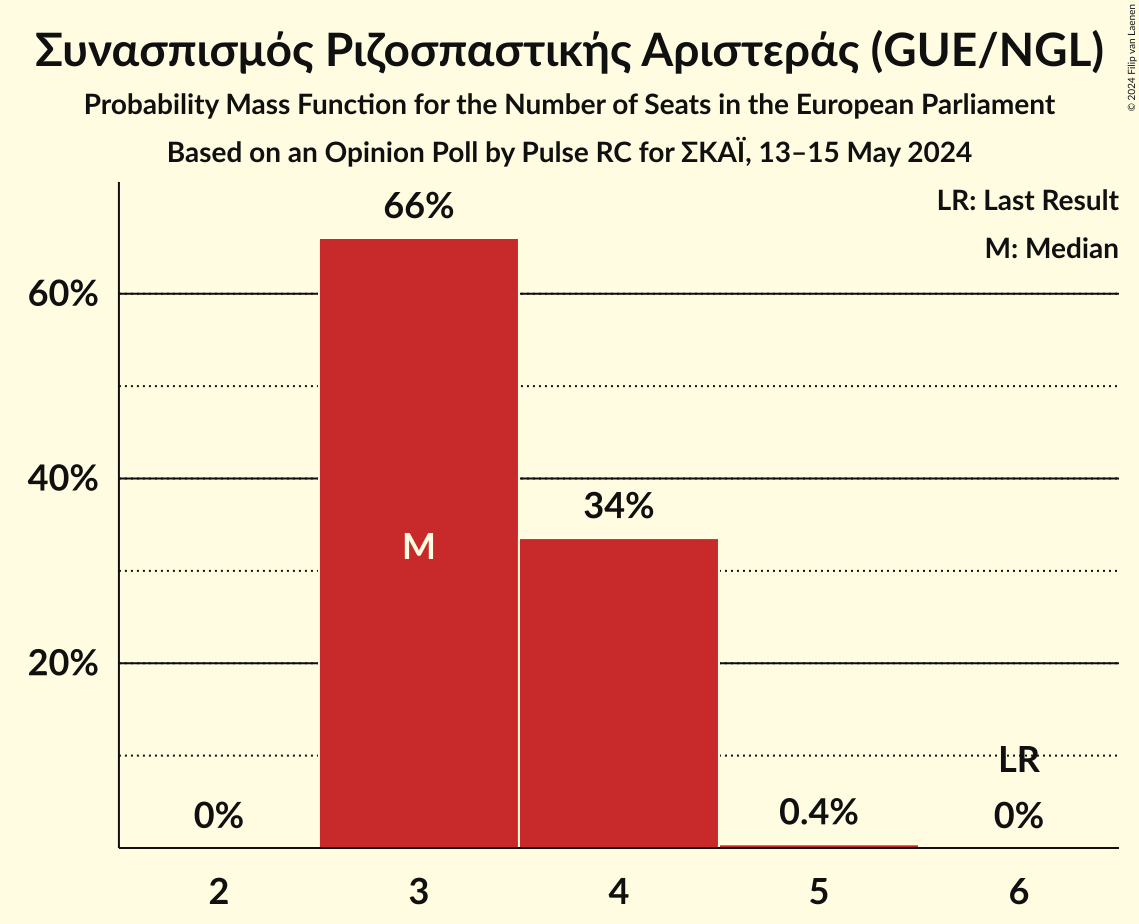 Συνασπισμός Ριζοσπαστικής Αριστεράς (GUE/NGL)
Probability Mass Function for the Number of Seats in the European Parliament
Based on an Opinion Poll by Pulse RC for ΣΚΑΪ, 13–15 May 2024
© 2024 Filip van Laenen
LR: Last Result
M: Median
66%
60%
40%
34%
M
20%
LR
0%
0.4%
0%
2 3 4 5 6